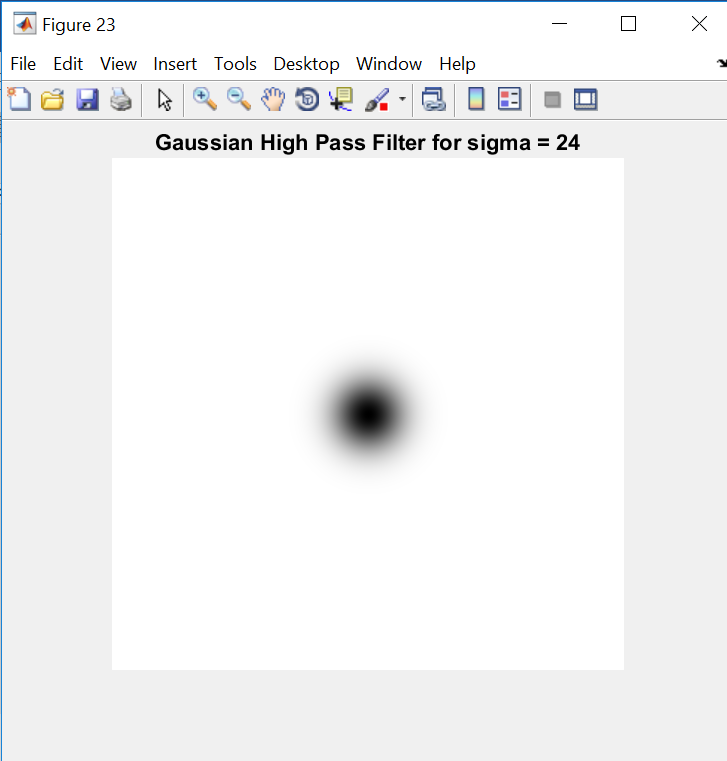 Figure 23
File Edit View Insert Tools Desktop Window Help
Gaussian High Pass Filter for sigma = 24